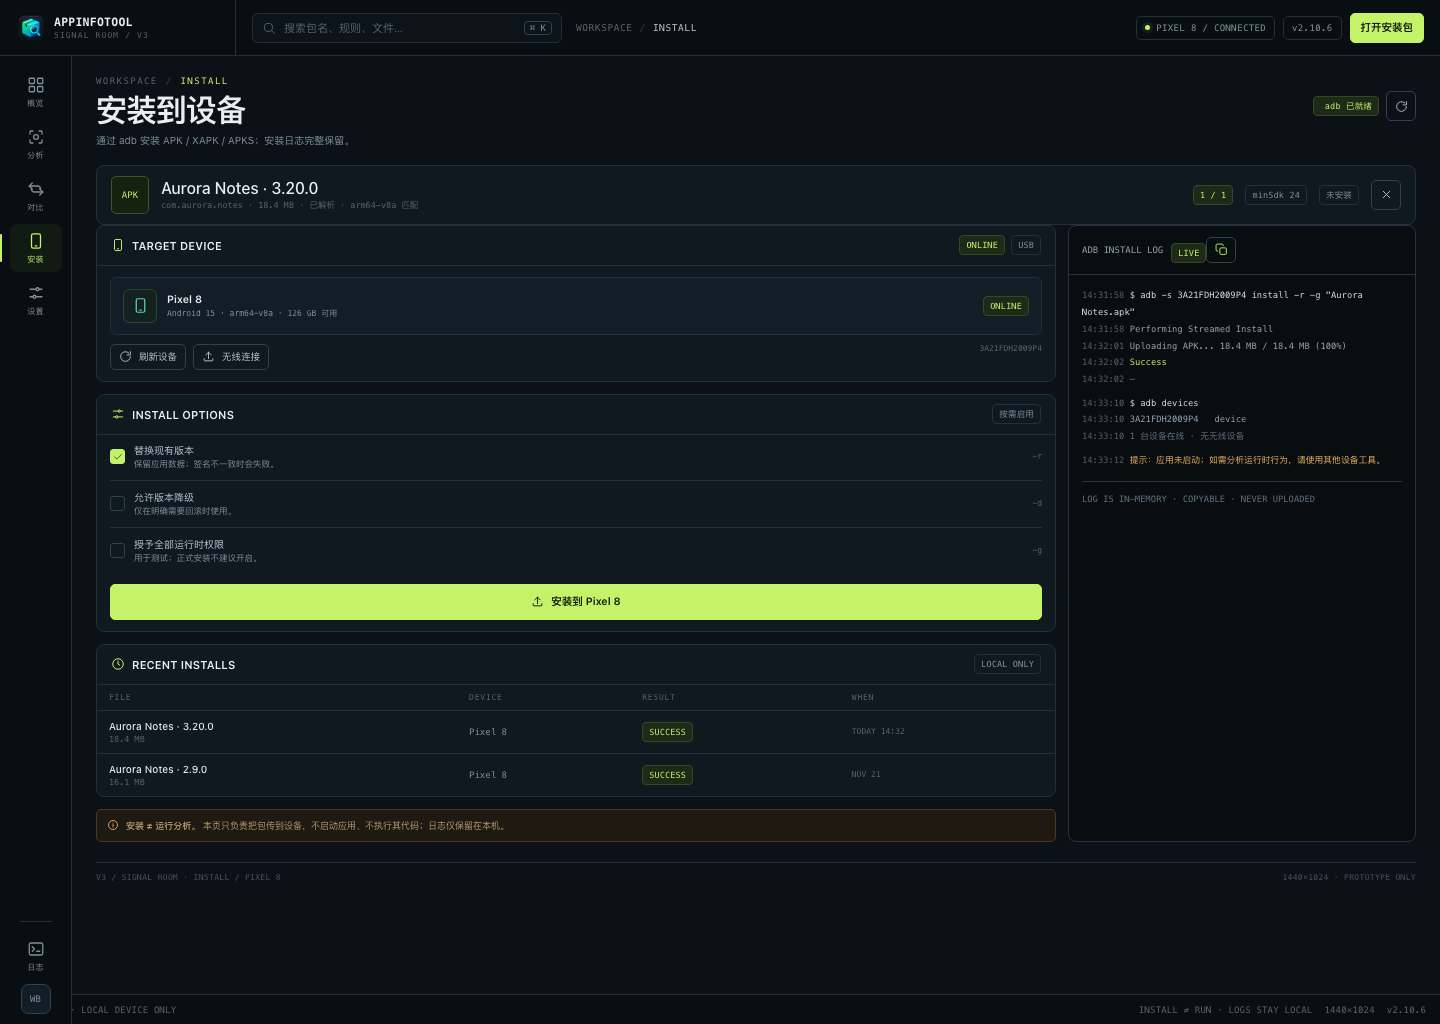 APPINFOTOOL
SIGNAL ROOM / V3
搜索包名、规则、文件...
⌘ K
WORKSPACE / INSTALL
PIXEL 8 / CONNECTED
v2.10.6
打开安装包
概览
分析
对比
安装
设置
日志
WB
WORKSPACE / INSTALL
安装到设备
通过 adb 安装 APK / XAPK / APKS；安装日志完整保留。
adb 已就绪
APK
Aurora Notes · 3.20.0
com.aurora.notes · 18.4 MB · 已解析 · arm64-v8a 匹配
1 / 1
minSdk 24
未安装
TARGET DEVICE
ONLINE
USB
Pixel 8
Android 15 · arm64-v8a · 126 GB 可用
ONLINE
刷新设备
无线连接
3A21FDH2009P4
INSTALL OPTIONS
按需启用
替换现有版本
保留应用数据；签名不一致时会失败。
-r
允许版本降级
仅在明确需要回滚时使用。
-d
授予全部运行时权限
用于测试；正式安装不建议开启。
-g
安装到 Pixel 8
RECENT INSTALLS
LOCAL ONLY
FILE DEVICE RESULT WHEN
Aurora Notes · 3.20.0
18.4 MB
Pixel 8
SUCCESS
TODAY 14:32
Aurora Notes · 2.9.0
16.1 MB
Pixel 8
SUCCESS
NOV 21
安装 ≠ 运行分析。 本页只负责把包传到设备，不启动应用、不执行其代码；日志仅保留在本机。
ADB INSTALL LOG
LIVE
14:31:58 $ adb -s 3A21FDH2009P4 install -r -g "Aurora
Notes.apk"
14:31:58 Performing Streamed Install
14:32:01 Uploading APK... 18.4 MB / 18.4 MB (100%)
14:32:02 Success
14:32:02 —
14:33:10 $ adb devices
14:33:10 3A21FDH2009P4 device
14:33:10 1 台设备在线 · 无无线设备
14:33:12 提示：应用未启动；如需分析运行时行为，请使用其他设备工具。
LOG IS IN-MEMORY · COPYABLE · NEVER UPLOADED
V3 / SIGNAL ROOM · INSTALL / PIXEL 8
1440×1024 · PROTOTYPE ONLY
· LOCAL DEVICE ONLY
INSTALL ≠ RUN · LOGS STAY LOCAL 1440×1024 v2.10.6